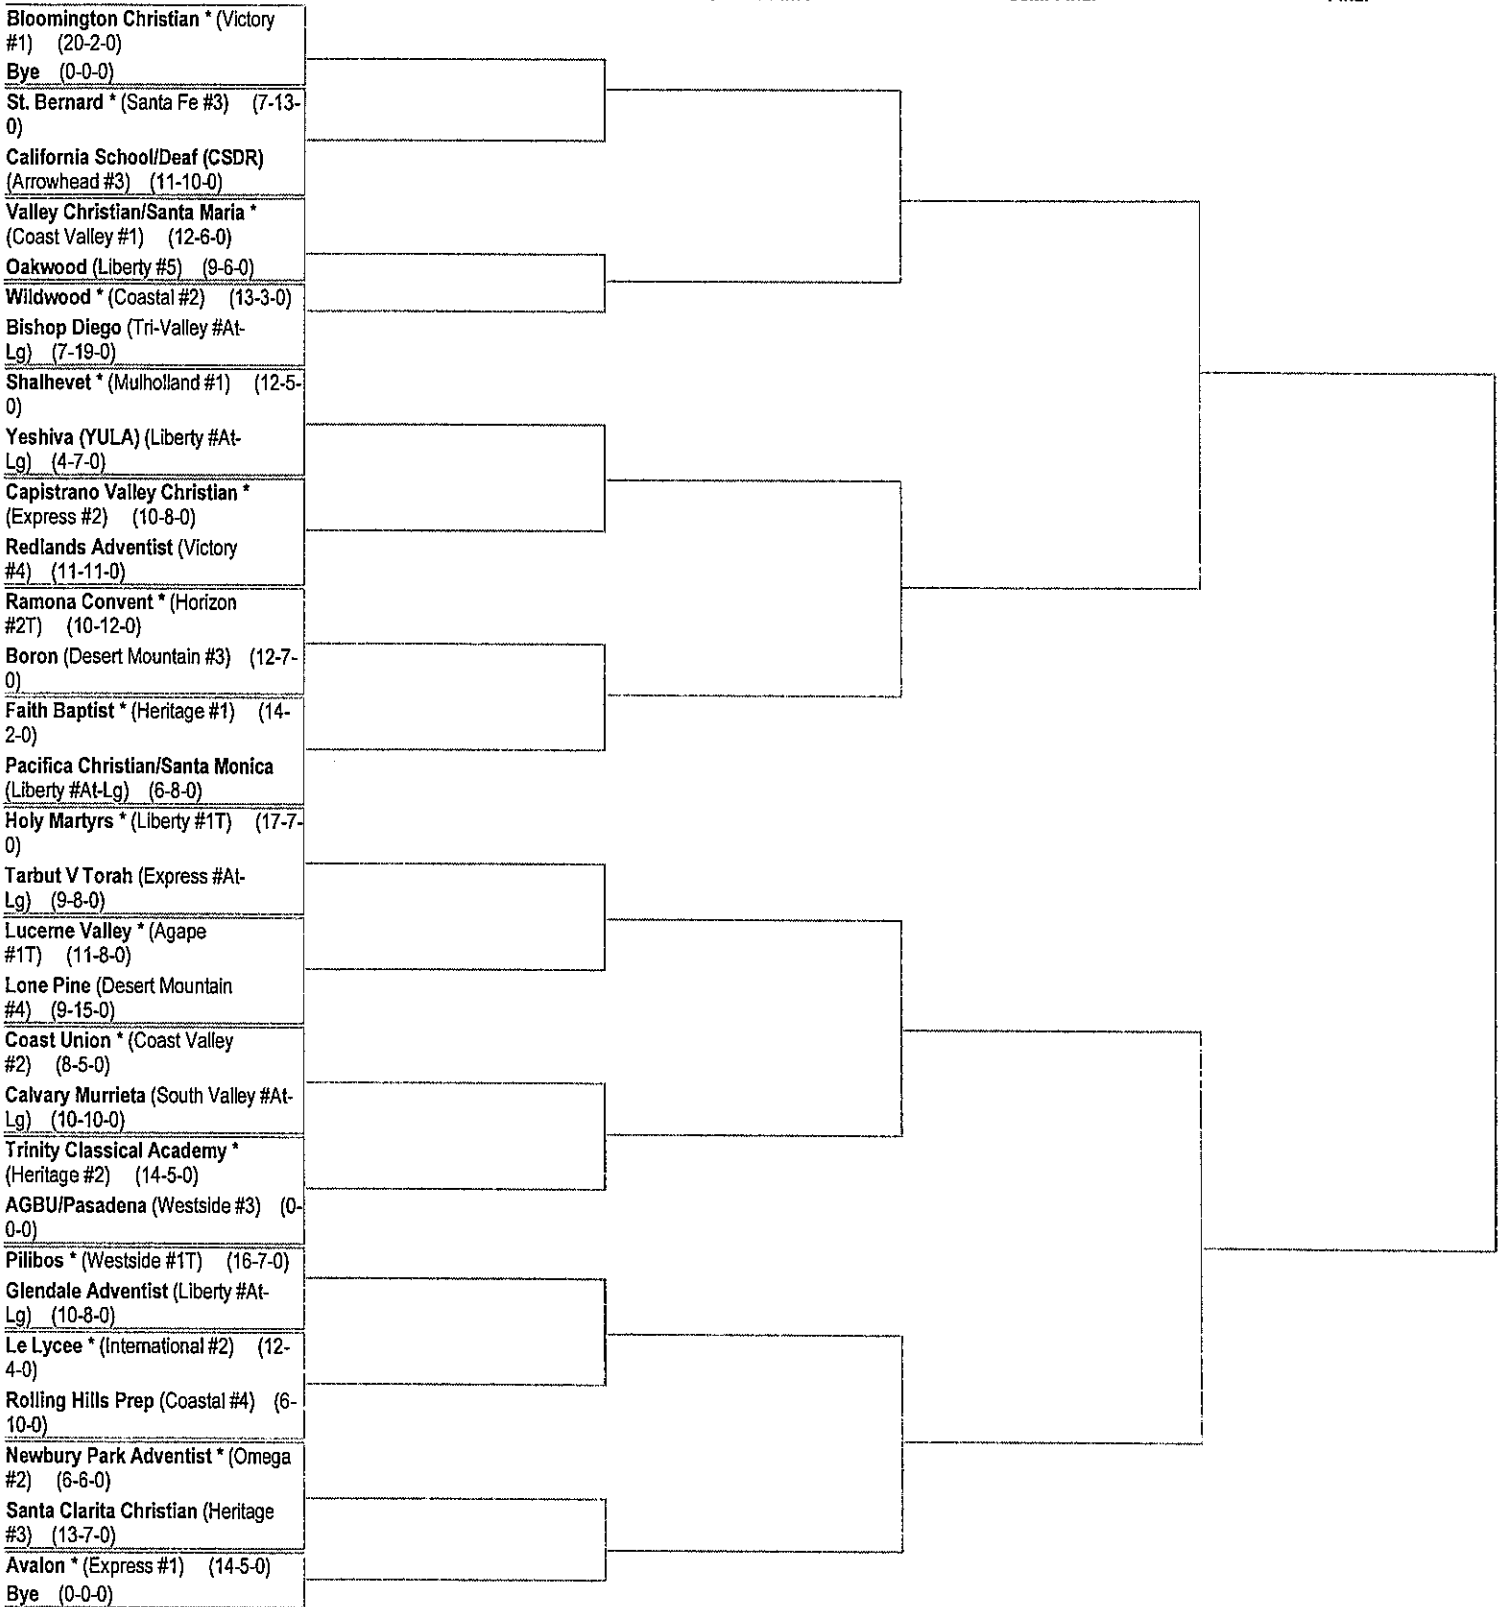 Bloomington Christian * (Victory
#1) (20-2-0)
Bye (0-0-0)
St. Bernard * (Santa Fe #3) (7-13-
0)
California School/Deaf (CSDR)
(Arrowhead #3) (11-10-0)
Valley Christian/Santa Maria *
(Coast Valley #1) (12-6-0)
Oakwood (Liberty #5) (9-6-0)
Wildwood * (Coastal #2) (13-3-0)
Bishop Diego (Tri-Valley #At-
Lg) (7-19-0)
Shalhevet * (Mulholland #1) (12-5-
0)
Yeshiva (YULA) (Liberty #At-
Lg) (4-7-0)
Capistrano Valley Christian *
(Express #2) (10-8-0)
Redlands Adventist (Victory
#4) (11-11-0)
Ramona Convent * (Horizon
#2T) (10-12-0)
Boron (Desert Mountain #3) (12-7-
0)
Faith Baptist * (Heritage #1) (14-
2-0)
Pacifica Christian/Santa Monica
(Liberty #At-Lg) (6-8-0)
Holy Martyrs * (Liberty #1T) (17-7-
0)
Tarbut V Torah (Express #At-
Lg) (9-8-0)
Lucerne Valley * (Agape
#1T) (11-8-0)
Lone Pine (Desert Mountain
#4) (9-15-0)
Coast Union * (Coast Valley
#2) (8-5-0)
Calvary Murrieta (South Valley #At-
Lg) (10-10-0)
Trinity Classical Academy *
(Heritage #2) (14-5-0)
AGBU/Pasadena (Westside #3) (0-
0-0)
Pilibos * (Westside #1T) (16-7-0)
Glendale Adventist (Liberty #At-
Lg) (10-8-0)
Le Lycee * (International #2) (12-
4-0)
Rolling Hills Prep (Coastal #4) (6-
10-0)
Newbury Park Adventist * (Omega
#2) (6-6-0)
Santa Clarita Christian (Heritage
#3) (13-7-0)
Avalon * (Express #1) (14-5-0)
Bye (0-0-0)